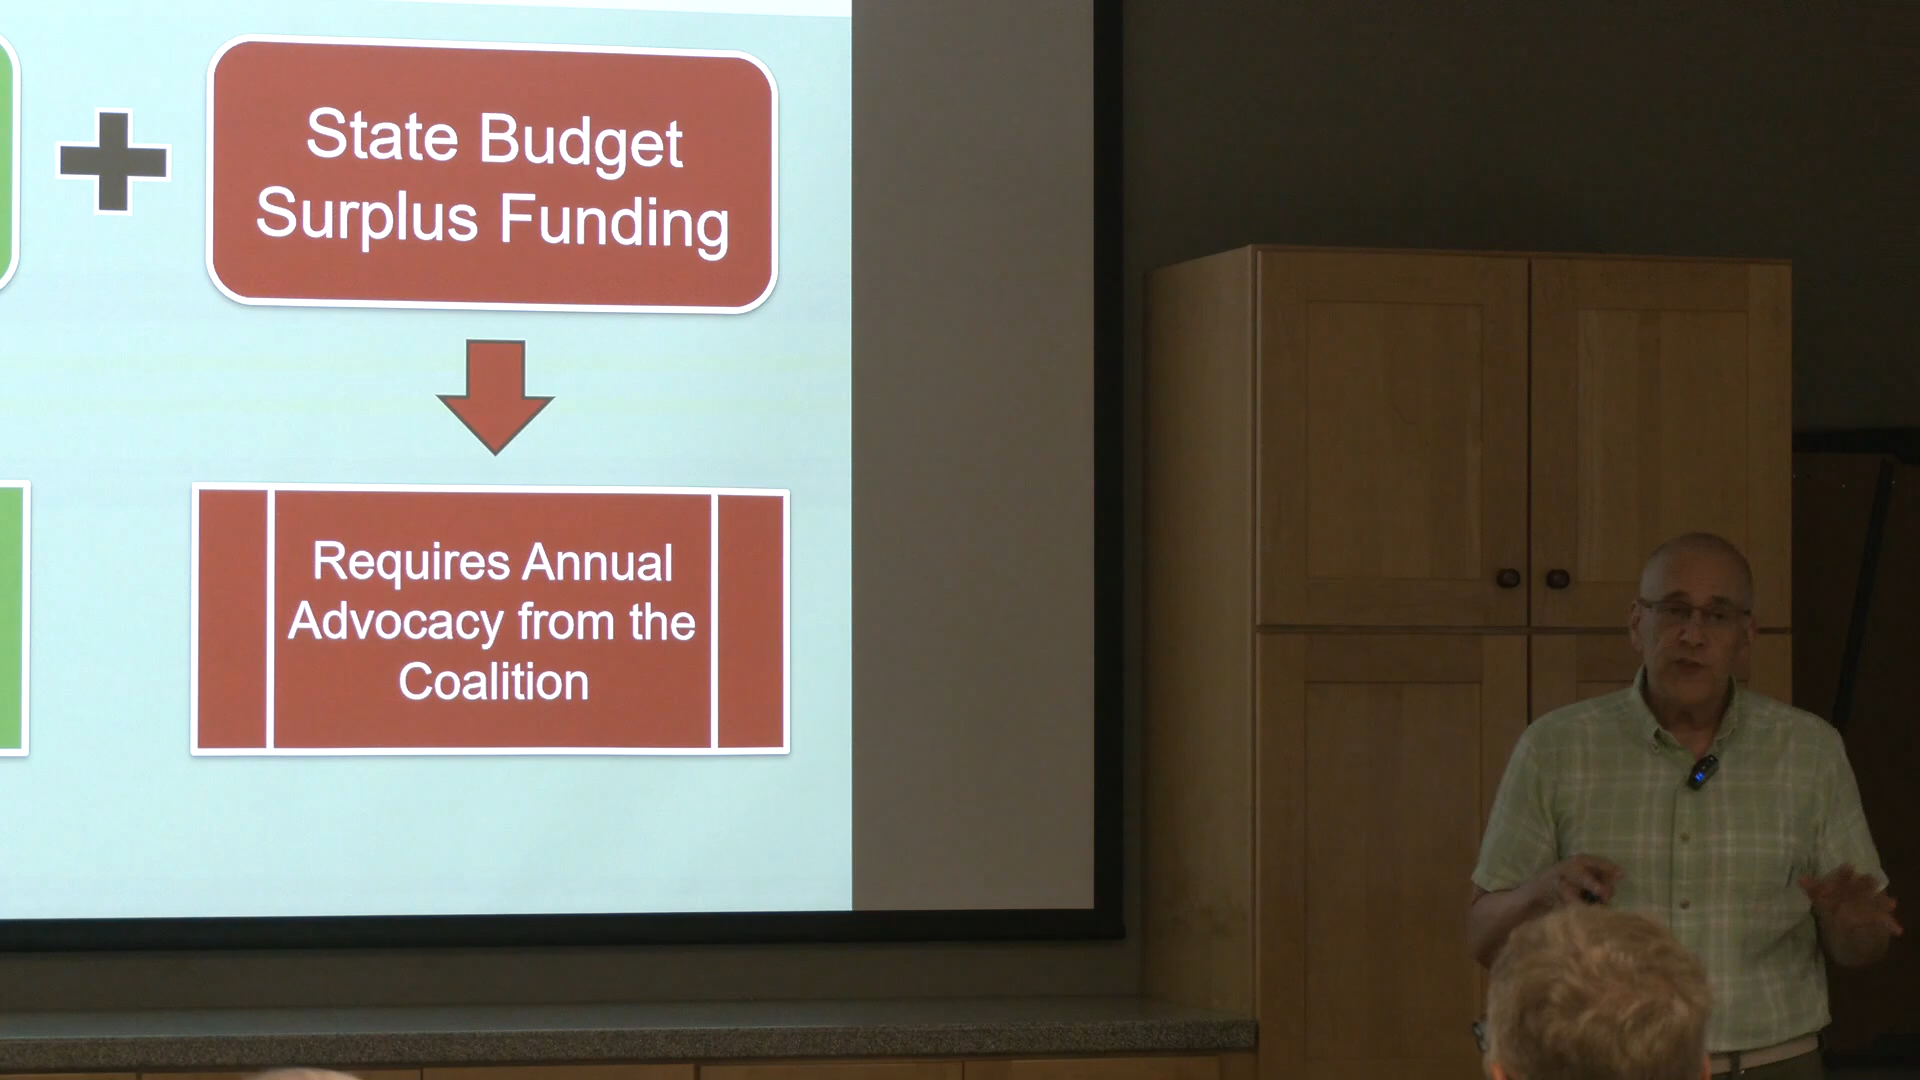 State Budget
Surplus Funding
Requires Annual
Advocacy from the
Coalition